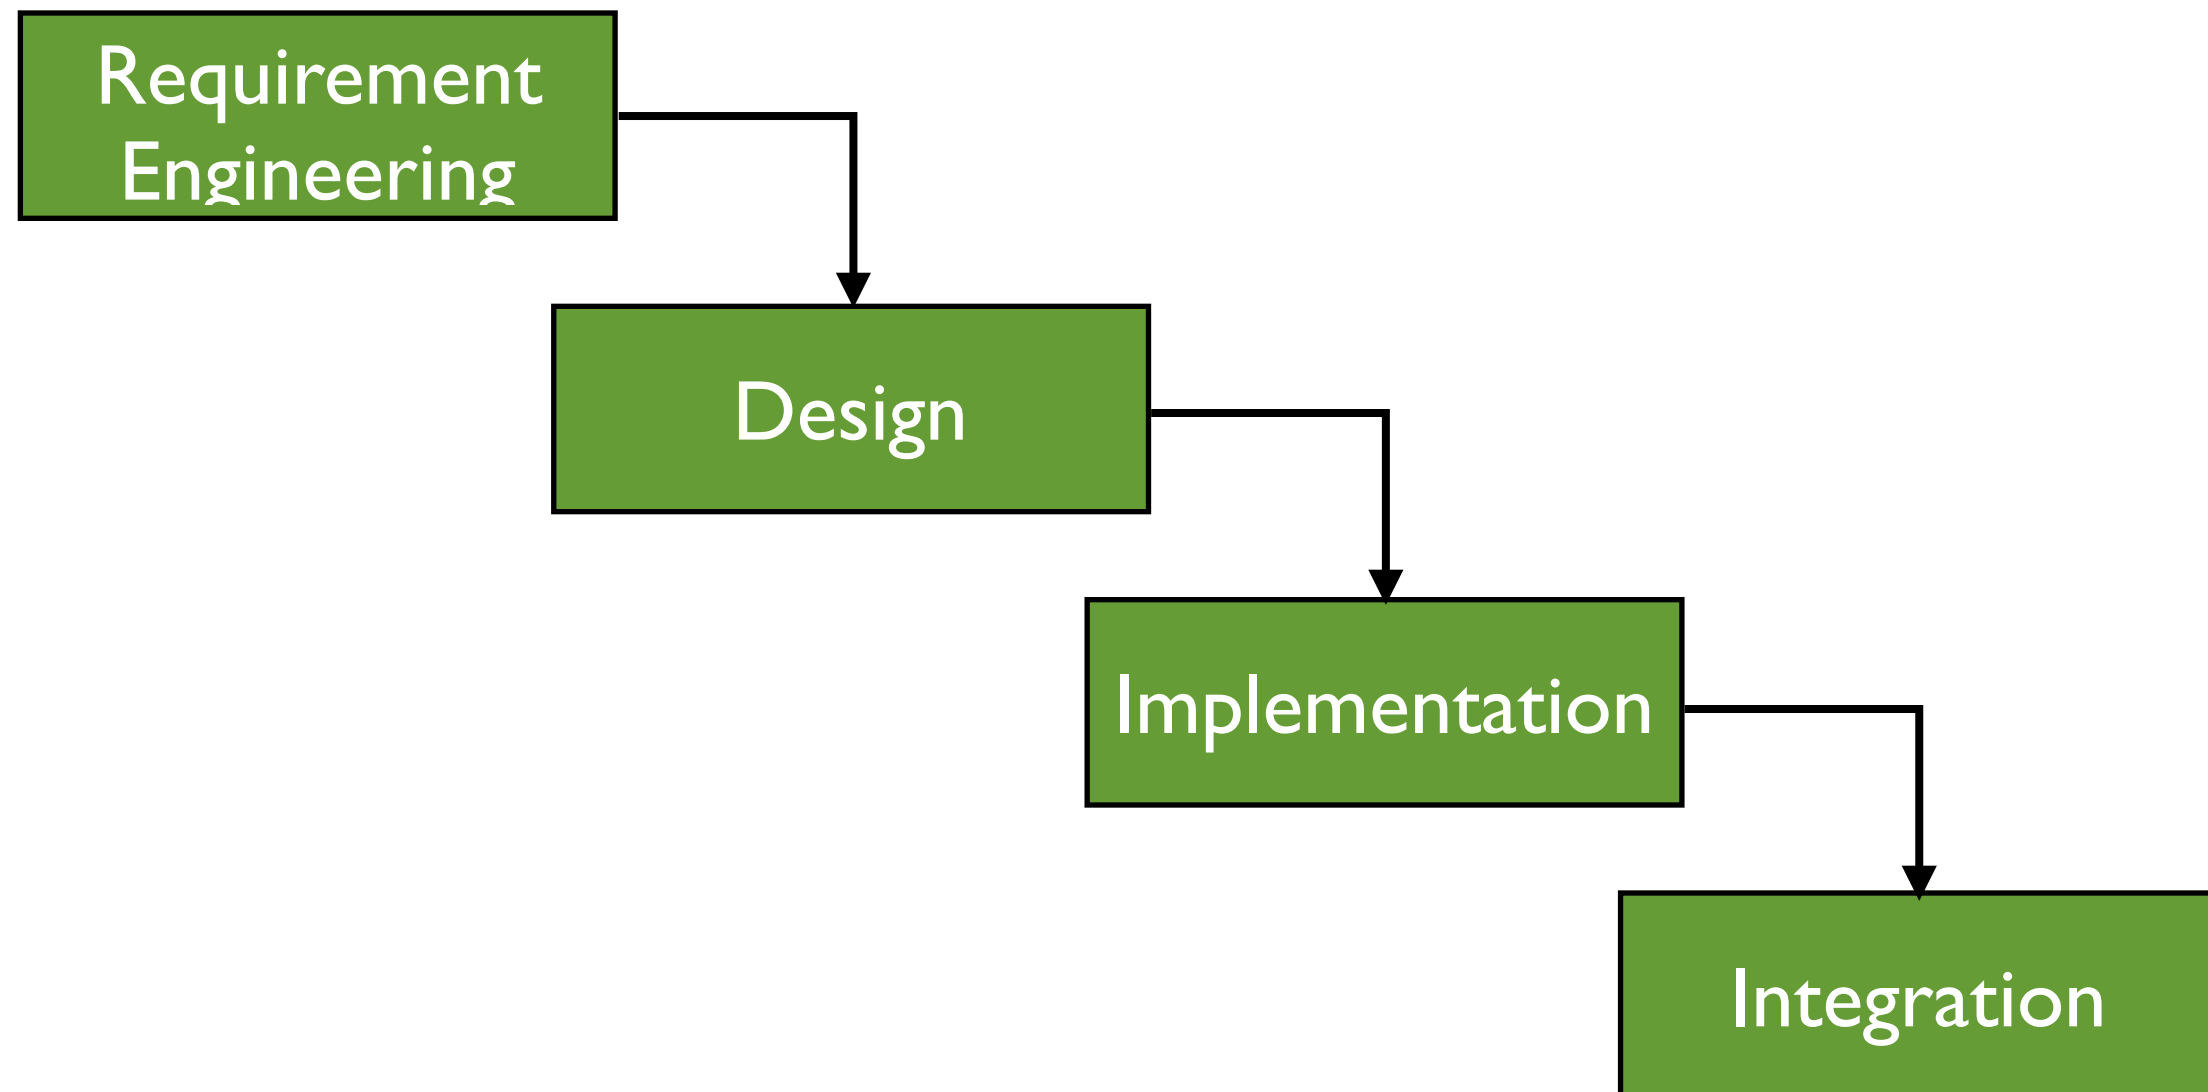 Requirement
Engineering
Design
Implementation
Integration